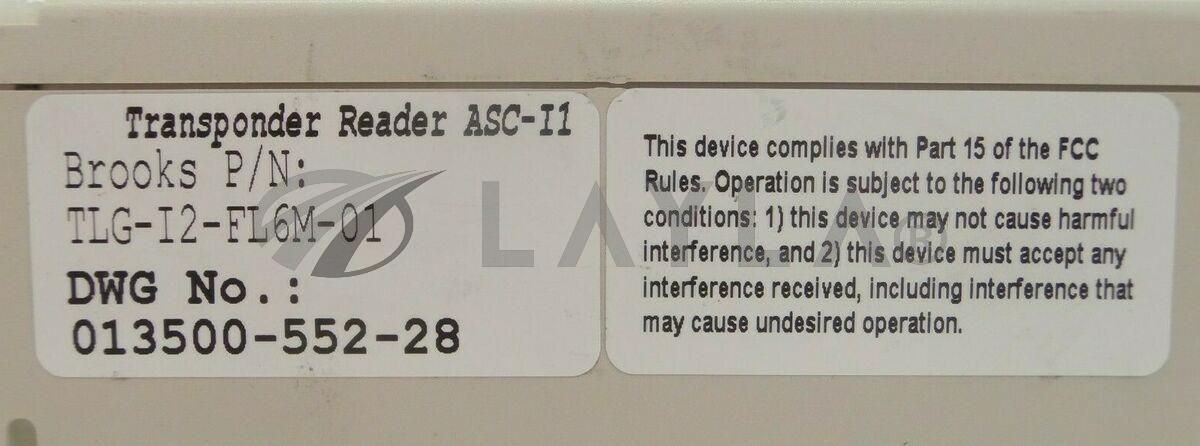 Transponder Reader ASC-I1
Brooks P/N:
TLG-I2-FL6M-01
DWG No.:
013500-552-28
This device complies with Part 15 of the FCC
Rules. Operation is subject to the following two
conditions: 1) this device may not cause harmful
interference, and 2) this device must accept any
interference received, including interference that
may cause undesired operation.
LAYLA®